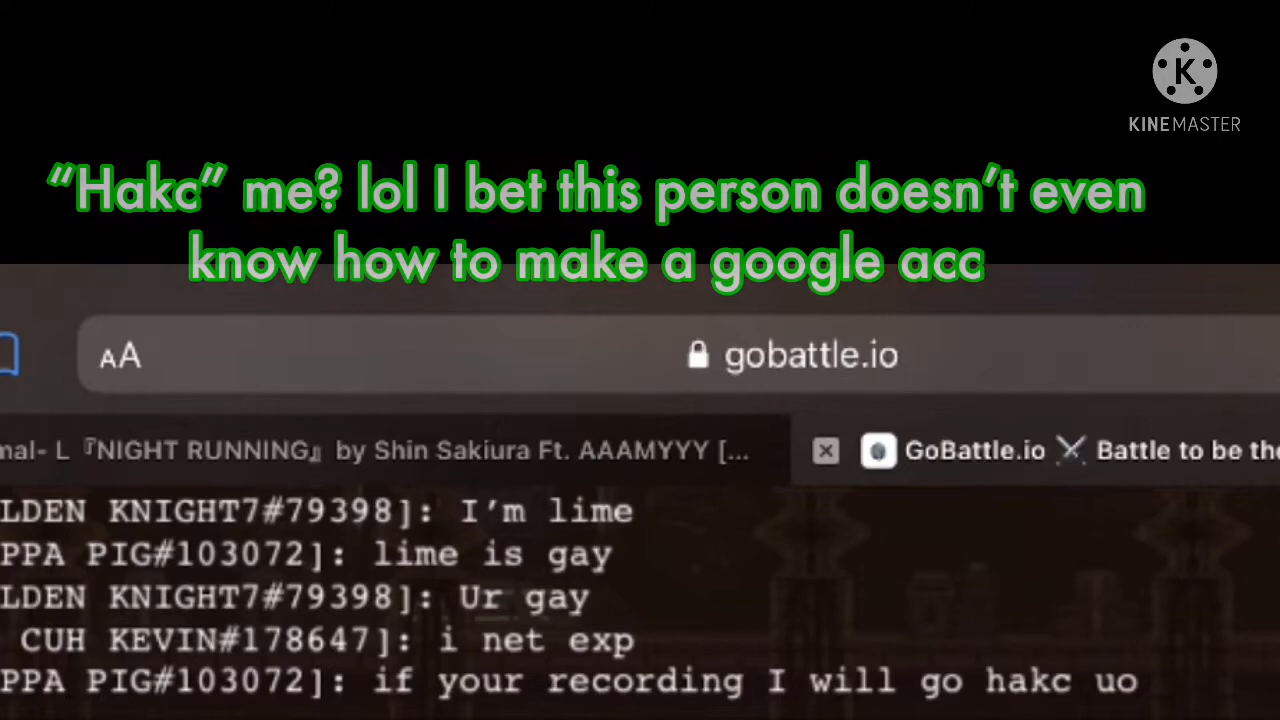 K
KINEMASTER
“Hakc” me? lol I bet this person doesn’t even
know how to make a google acc
AA
gobattle.io
mal- L『NIGHT RUNNING』by Shin Sakiura Ft. AAAMYYY [...
GoBattle.io ⚔ Battle to be the
LDEN KNIGHT7#79398]: I’m lime
PPA PIG#103072]: lime is gay
LDEN KNIGHT7#79398]: Ur gay
CUH KEVIN#178647]: i net exp
PPA PIG#103072]: if your recording I will go hakc uo